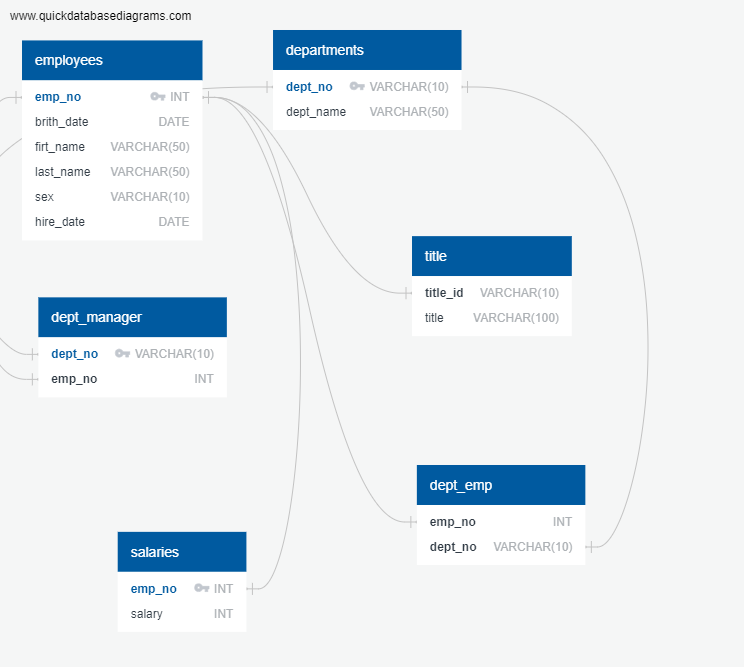 www.quickdatabasediagrams.com
employees
emp_no INT
brith_date DATE
firt_name VARCHAR(50)
last_name VARCHAR(50)
sex VARCHAR(10)
hire_date DATE
departments
dept_no VARCHAR(10)
dept_name VARCHAR(50)
title
title_id VARCHAR(10)
title VARCHAR(100)
dept_manager
dept_no VARCHAR(10)
emp_no INT
dept_emp
emp_no INT
dept_no VARCHAR(10)
salaries
emp_no INT
salary INT